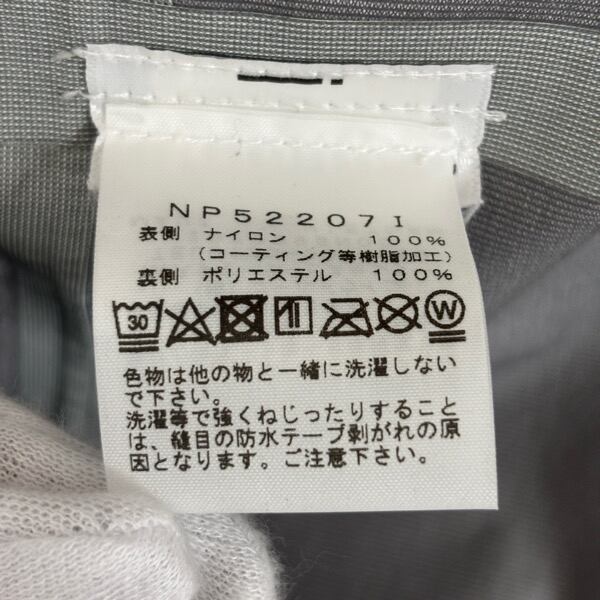 NP52207I
表側 ナイロン 100%
(コーティング等樹脂加工)
裏側 ポリエステル 100%
30 W
色物は他の物と一緒に洗濯しない
で下さい。
洗濯等で強くねじったりすること
は、縫目の防水テープ剥がれの原
因となります。ご注意下さい。